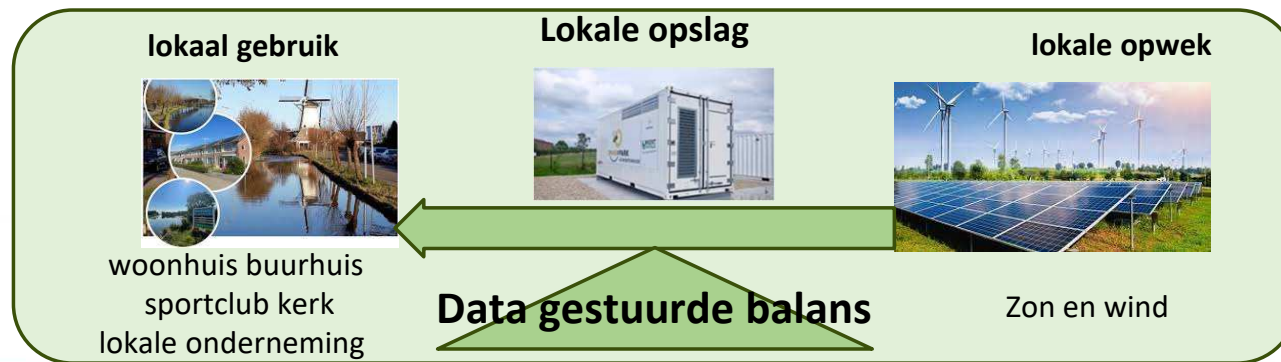 lokaal gebruik
Lokale opslag
lokale opwek
woonhuis buurhuis
sportclub kerk
lokale onderneming
Data gestuurde balans
Zon en wind